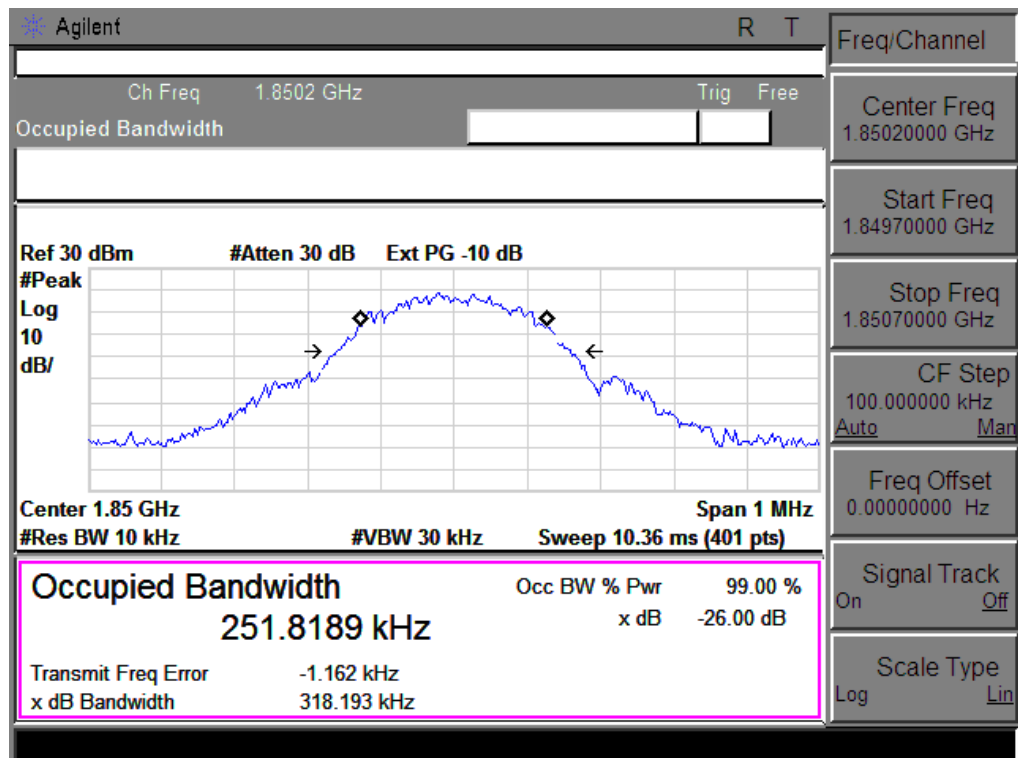 Agilent R T
Ch Freq 1.8502 GHz Trig Free
Occupied Bandwidth
Ref 30 dBm #Atten 30 dB Ext PG -10 dB
#Peak
Log
10
dB/
Center 1.85 GHz Span 1 MHz
#Res BW 10 kHz #VBW 30 kHz Sweep 10.36 ms (401 pts)
Occupied Bandwidth Occ BW % Pwr 99.00 %
251.8189 kHz x dB -26.00 dB
Transmit Freq Error -1.162 kHz
x dB Bandwidth 318.193 kHz
Freq/Channel
Center Freq
1.85020000 GHz
Start Freq
1.84970000 GHz
Stop Freq
1.85070000 GHz
CF Step
100.000000 kHz
Auto Man
Freq Offset
0.00000000 Hz
Signal Track
On Off
Scale Type
Log Lin